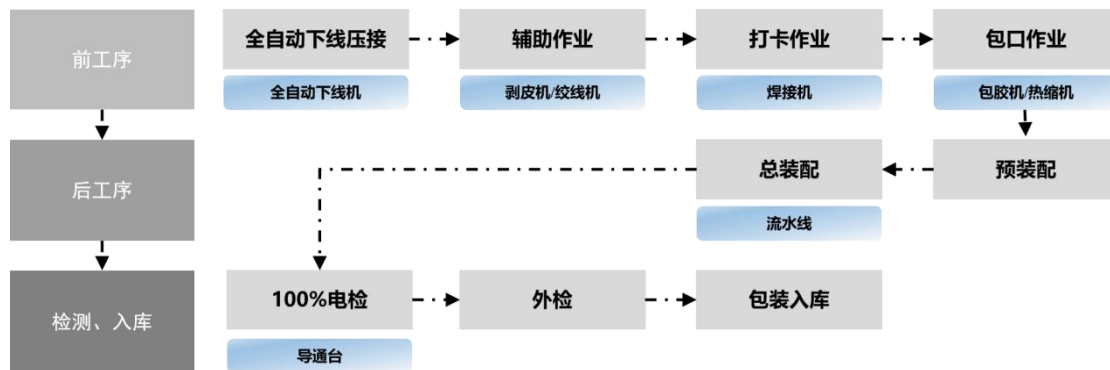 前工序
全自动下线压接
辅助作业
打卡作业
包口作业
全自动下线机
剥皮机/绞线机
焊接机
包胶机/热缩机
后工序
总装配
预装配
流水线
检测、入库
100%电检
外检
包装入库
导通台